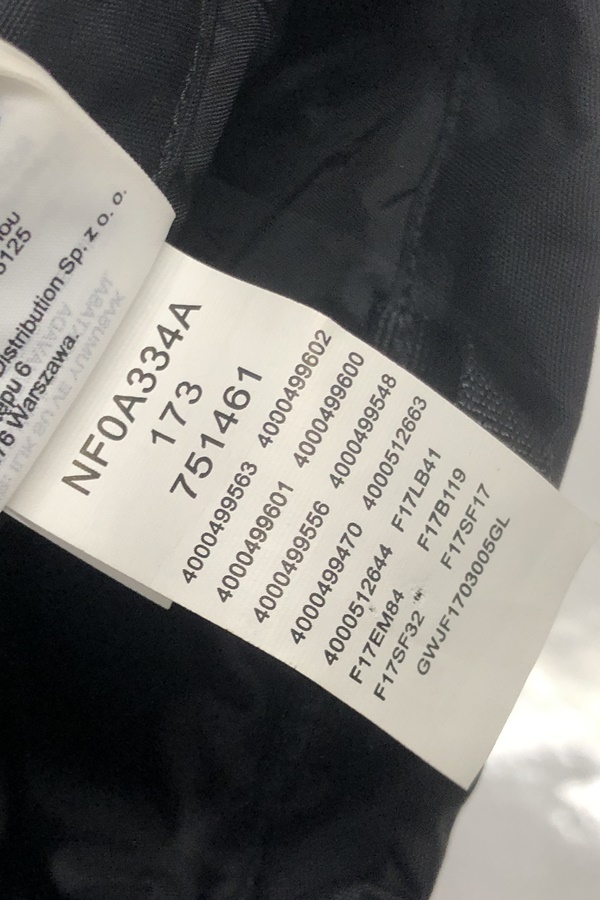 Distribution Sp. z o. o.
Warszawa.
NF0A334A
173
751461
4000499563 4000499602
4000499601 4000499600
4000499556 4000499548
4000499470 4000512663
4000512644 F17LB41
F17EM84 F17B119
F17SF32 F17SF17
GWJF1703005GL